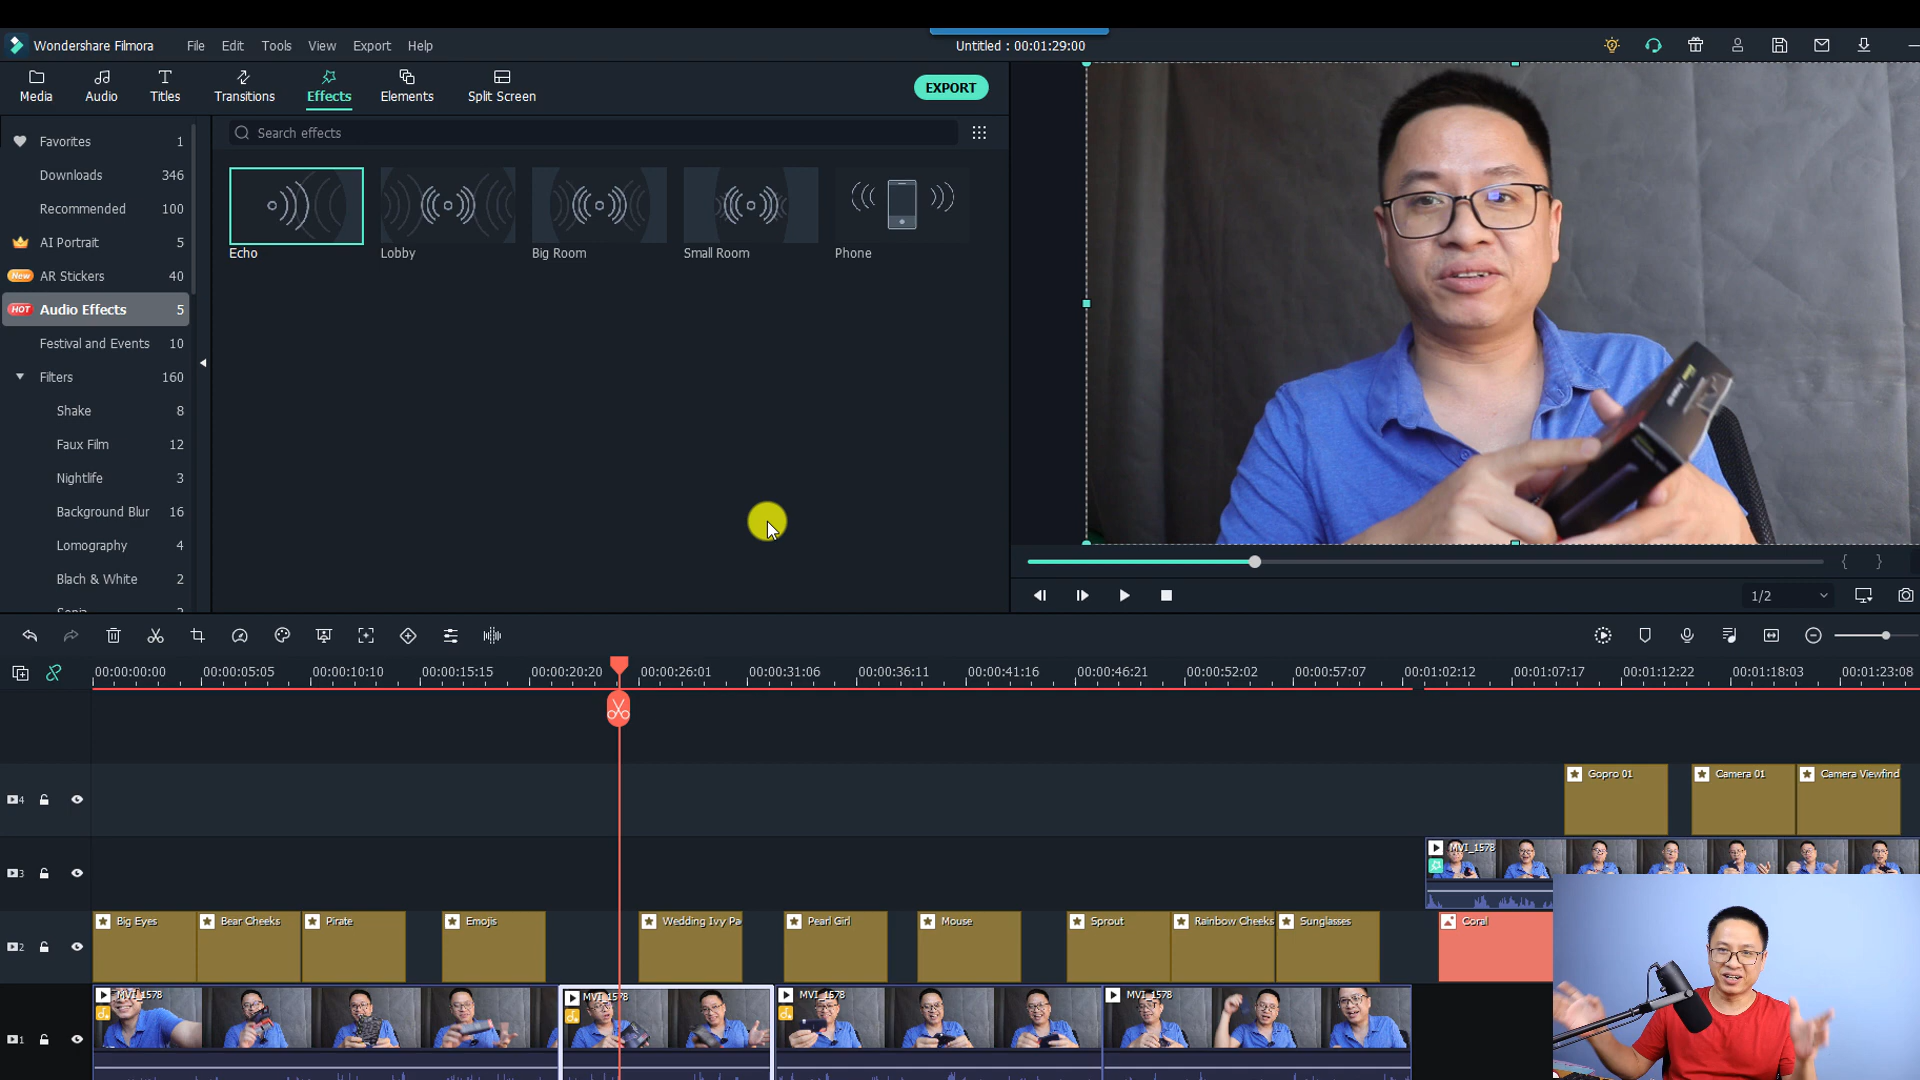 Wondershare Filmora File Edit Tools View Export Help Untitled : 00:01:29:00
Media Audio Titles Transitions Effects Elements Split Screen EXPORT
Search effects
Favorites 1
Downloads 346
Recommended 100
AI Portrait 5
New AR Stickers 40
HOT Audio Effects 5
Festival and Events 10
Filters 160
Shake 8
Faux Film 12
Nightlife 3
Background Blur 16
Lomography 4
Blach & White 2
Echo Lobby Big Room Small Room Phone
{ }
1/2
00:00:00:00 00:00:05:05 00:00:10:10 00:00:15:15 00:00:20:20 00:00:26:01 00:00:31:06 00:00:36:11 00:00:41:16 00:00:46:21 00:00:52:02 00:00:57:07 00:01:02:12 00:01:07:17 00:01:12:22 00:01:18:03 00:01:23:08
4 Gopro 01 Camera 01 Camera Viewfind
3 MVI_1578
2 Big Eyes Bear Cheeks Pirate Emojis Wedding Ivy Pa Pearl Girl Mouse Sprout Rainbow Cheeks Sunglasses Coral
1 MVI_1578 MVI_1578 MVI_1578 MVI_1578